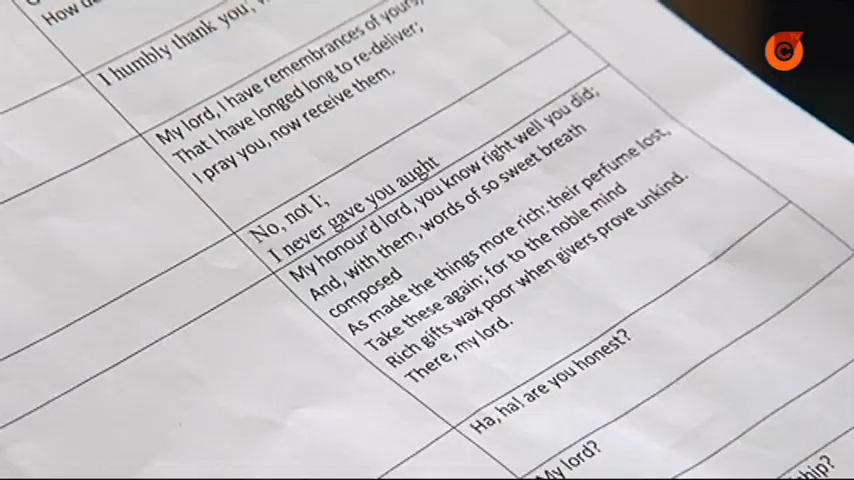 How
I humbly thank you,
My lord, I have remembrances of yours,
That I have longed long to re-deliver;
I pray you, now receive them.
No, not I;
I never gave you aught
My honour'd lord, you know right well you did;
And, with them, words of so sweet breath
composed
As made the things more rich: their perfume lost,
Take these again; for to the noble mind
Rich gifts wax poor when givers prove unkind.
There, my lord.
Ha, ha! are you honest?
My lord?